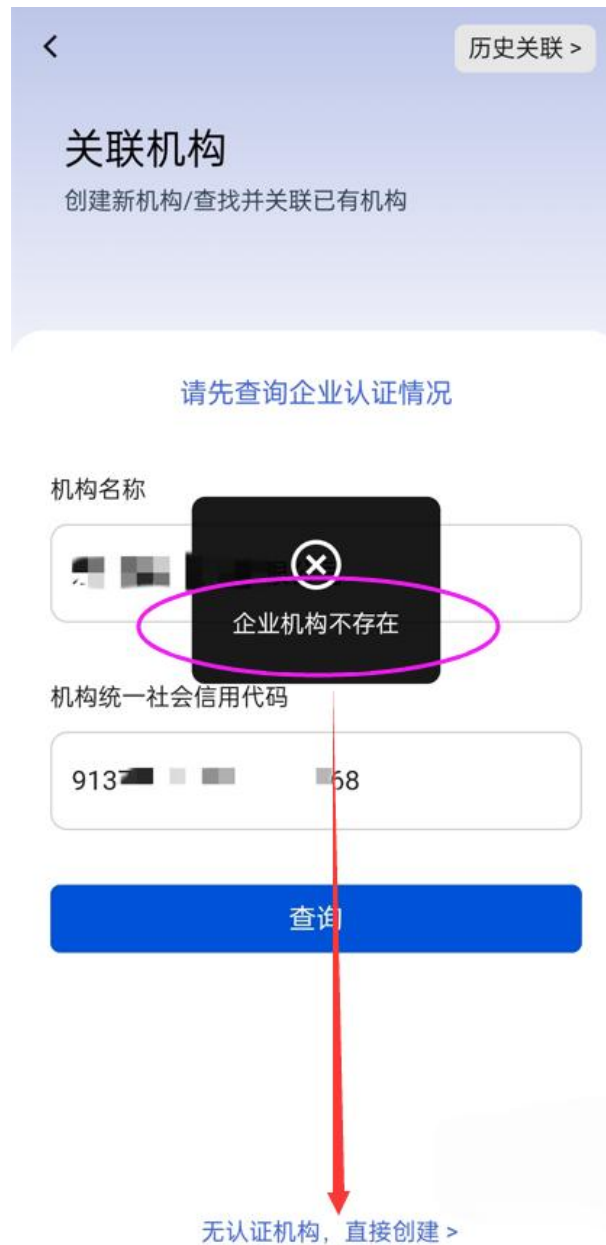 历史关联 >
关联机构
创建新机构/查找并关联已有机构
请先查询企业认证情况
机构名称
企业机构不存在
机构统一社会信用代码
913 68
查询
无认证机构，直接创建 >